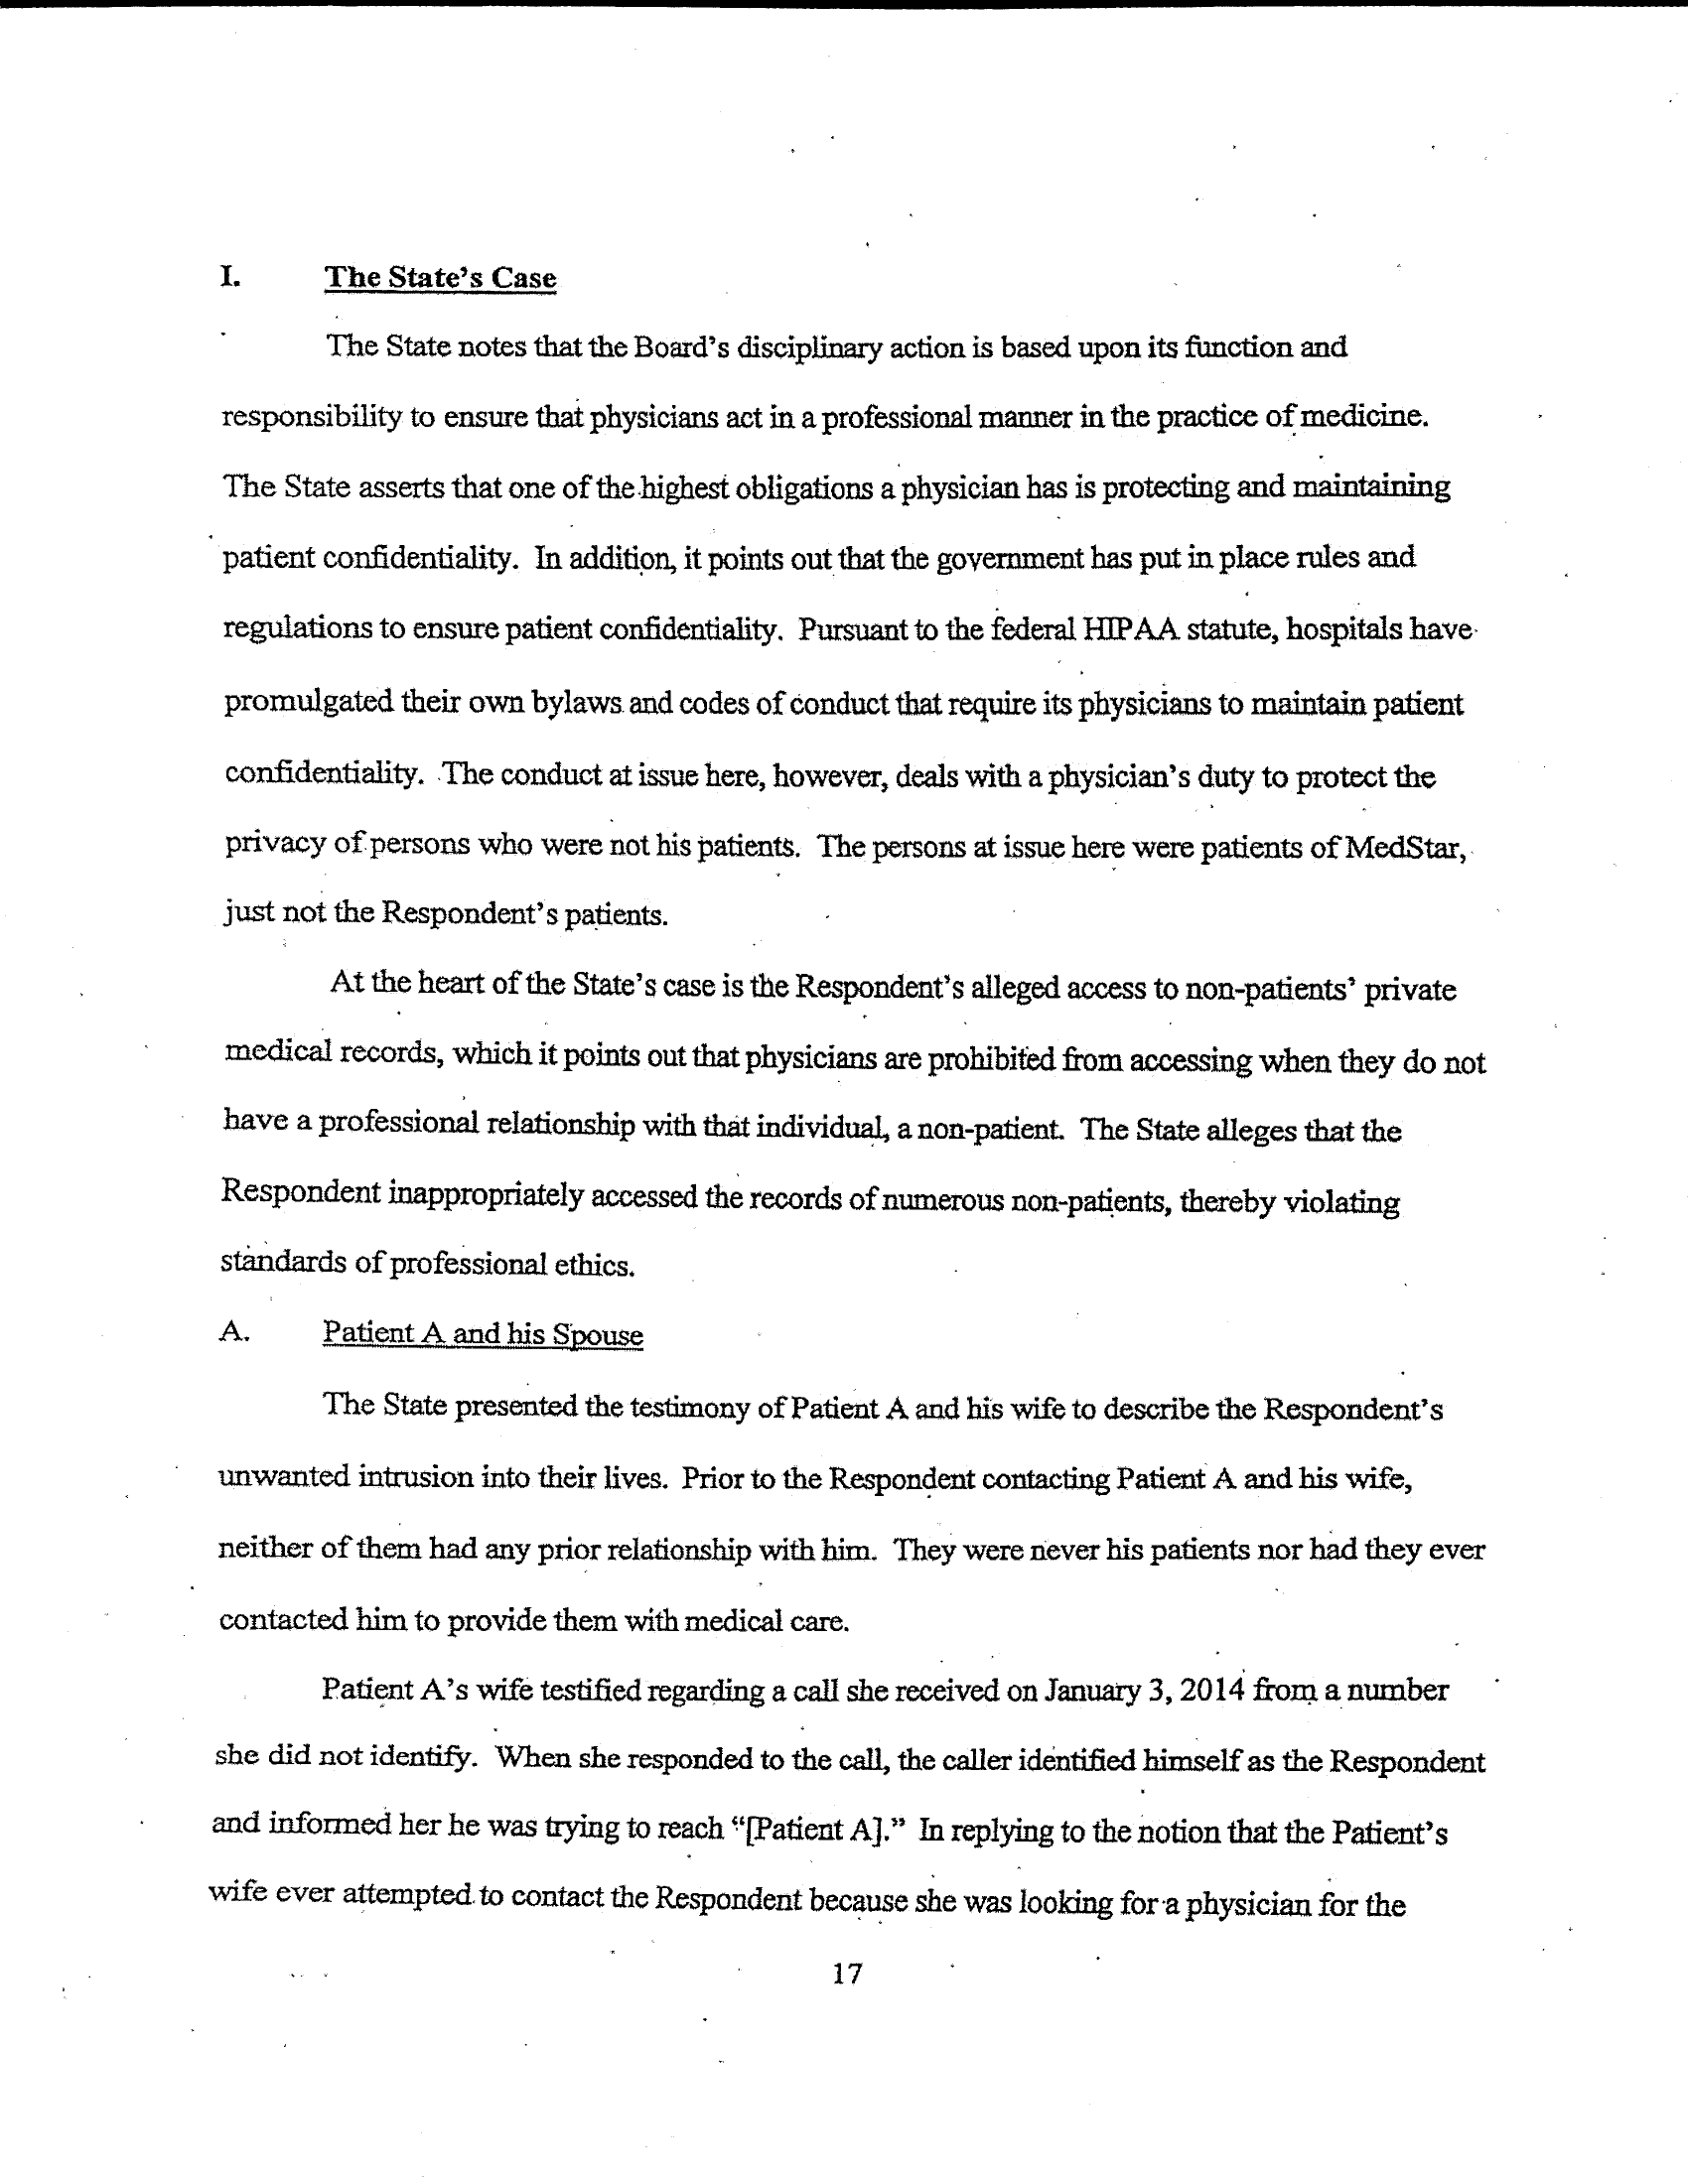 I. The State's Case
The State notes that the Board's disciplinary action is based upon its function and
responsibility to ensure that physicians act in a professional manner in the practice of medicine.
The State asserts that one of the highest obligations a physician has is protecting and maintaining
patient confidentiality. In addition, it points out that the government has put in place rules and
regulations to ensure patient confidentiality. Pursuant to the federal HIPAA statute, hospitals have
promulgated their own bylaws and codes of conduct that require its physicians to maintain patient
confidentiality. The conduct at issue here, however, deals with a physician's duty to protect the
privacy of persons who were not his patients. The persons at issue here were patients of MedStar,
just not the Respondent's patients.
At the heart of the State's case is the Respondent's alleged access to non-patients' private
medical records, which it points out that physicians are prohibited from accessing when they do not
have a professional relationship with that individual, a non-patient. The State alleges that the
Respondent inappropriately accessed the records of numerous non-patients, thereby violating
standards of professional ethics.
A. Patient A and his Spouse
The State presented the testimony of Patient A and his wife to describe the Respondent's
unwanted intrusion into their lives. Prior to the Respondent contacting Patient A and his wife,
neither of them had any prior relationship with him. They were never his patients nor had they ever
contacted him to provide them with medical care.
Patient A's wife testified regarding a call she received on January 3, 2014 from a number
she did not identify. When she responded to the call, the caller identified himself as the Respondent
and informed her he was trying to reach "[Patient A]." In replying to the notion that the Patient's
wife ever attempted to contact the Respondent because she was looking for a physician for the
17